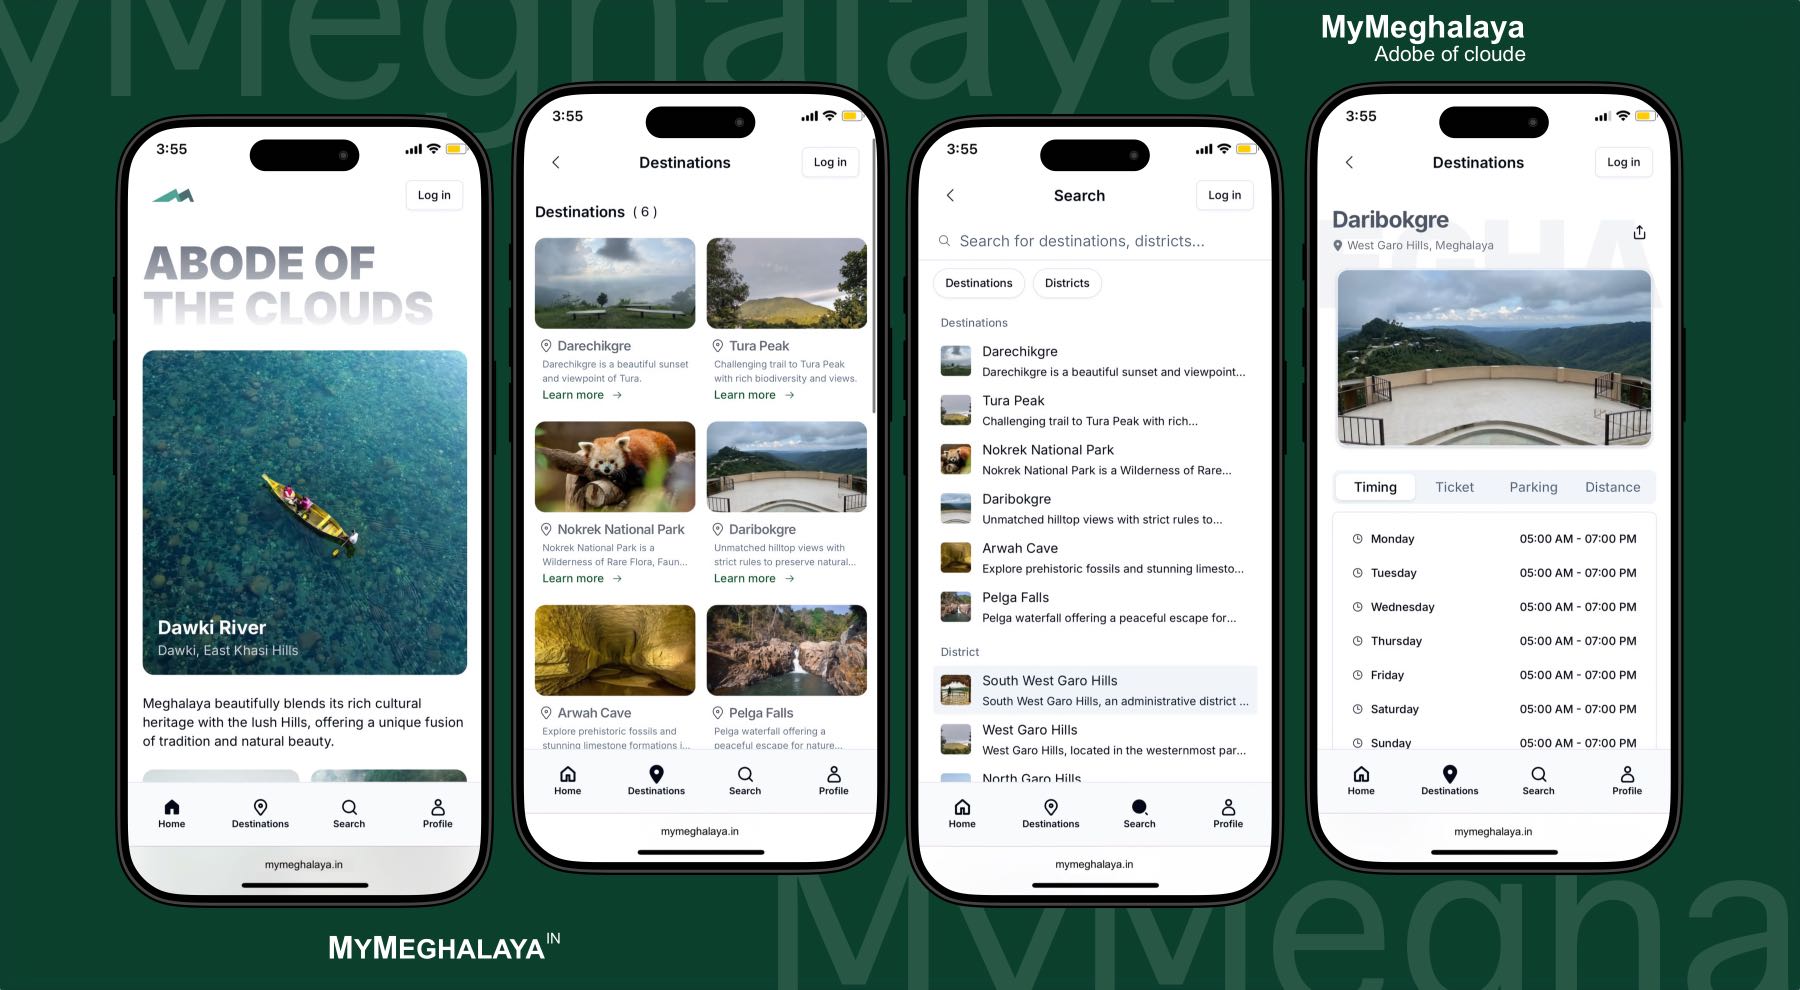 MyMeghalaya
MyMeghalaya
Adobe of cloude
3:55
Log in
ABODE OF
THE CLOUDS
Dawki River
Dawki, East Khasi Hills
Meghalaya beautifully blends its rich cultural
heritage with the lush Hills, offering a unique fusion
of tradition and natural beauty.
Home
Destinations
Search
Profile
mymeghalaya.in
3:55
Destinations
Log in
Destinations ( 6 )
Darechikgre
Darechikgre is a beautiful sunset
and viewpoint of Tura.
Learn more →
Tura Peak
Challenging trail to Tura Peak
with rich biodiversity and views.
Learn more →
Nokrek National Park
Nokrek National Park is a
Wilderness of Rare Flora, Faun...
Learn more →
Daribokgre
Unmatched hilltop views with
strict rules to preserve natural...
Learn more →
Arwah Cave
Explore prehistoric fossils and
stunning limestone formations i...
Pelga Falls
Pelga waterfall offering a
peaceful escape for nature...
Home
Destinations
Search
Profile
mymeghalaya.in
3:55
Search
Log in
Search for destinations, districts...
Destinations
Districts
Destinations
Darechikgre
Darechikgre is a beautiful sunset and viewpoint...
Tura Peak
Challenging trail to Tura Peak with rich...
Nokrek National Park
Nokrek National Park is a Wilderness of Rare...
Daribokgre
Unmatched hilltop views with strict rules to...
Arwah Cave
Explore prehistoric fossils and stunning limesto...
Pelga Falls
Pelga waterfall offering a peaceful escape for...
District
South West Garo Hills
South West Garo Hills, an administrative district ...
West Garo Hills
West Garo Hills, located in the westernmost par...
North Garo Hills
Home
Destinations
Search
Profile
mymeghalaya.in
3:55
Destinations
Log in
EGHA
Daribokgre
West Garo Hills, Meghalaya
Timing
Ticket
Parking
Distance
Monday 05:00 AM - 07:00 PM
Tuesday 05:00 AM - 07:00 PM
Wednesday 05:00 AM - 07:00 PM
Thursday 05:00 AM - 07:00 PM
Friday 05:00 AM - 07:00 PM
Saturday 05:00 AM - 07:00 PM
Sunday 05:00 AM - 07:00 PM
Home
Destinations
Search
Profile
mymeghalaya.in
MYMEGHALAYA IN
MyMegha